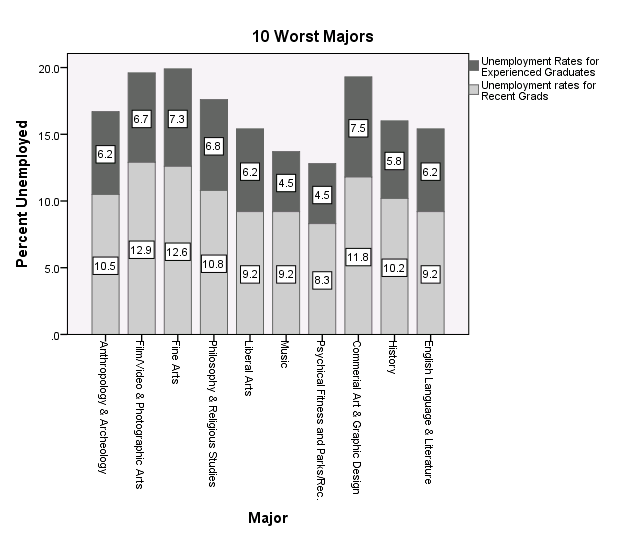 10 Worst Majors
Unemployment Rates for
Experienced Graduates
Unemployment rates for
Recent Grads
Percent Unemployed
20.0
15.0
10.0
5.0
.0
6.2
6.7
7.3
6.8
6.2
4.5
4.5
7.5
5.8
6.2
10.5
12.9
12.6
10.8
9.2
9.2
8.3
11.8
10.2
9.2
Anthropology & Archeology
Film/Video & Photographic Arts
Fine Arts
Philosophy & Religious Studies
Liberal Arts
Music
Psychical Fitness and Parks/Rec.
Commerial Art & Graphic Design
History
English Language & Literature
Major